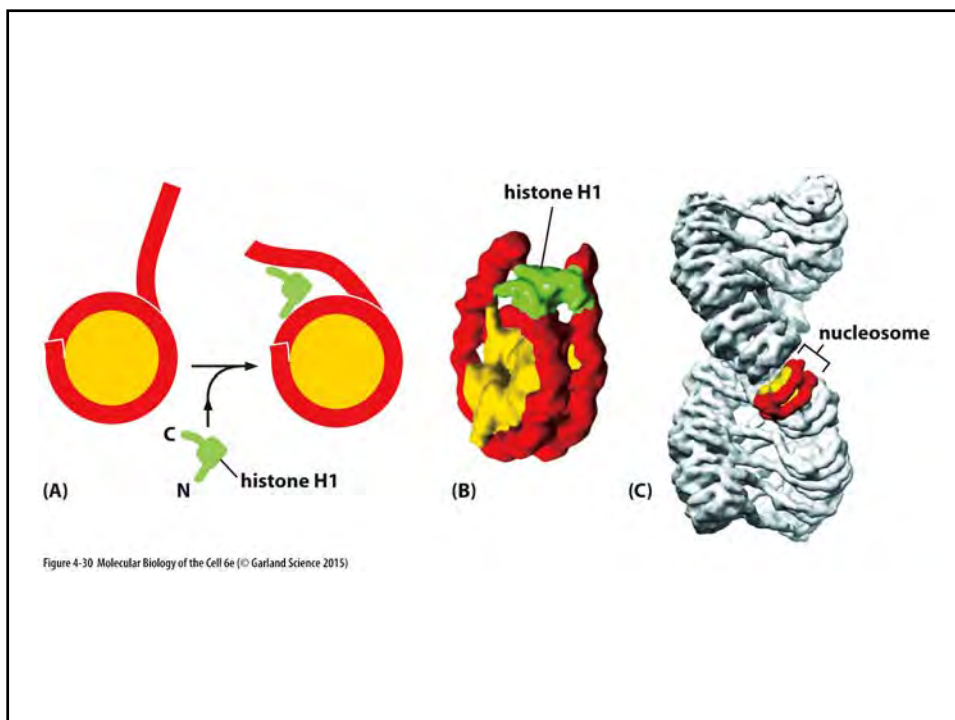 histone H1
nucleosome
C
N
histone H1
(A)
(B)
(C)
Figure 4-30 Molecular Biology of the Cell 6e (© Garland Science 2015)